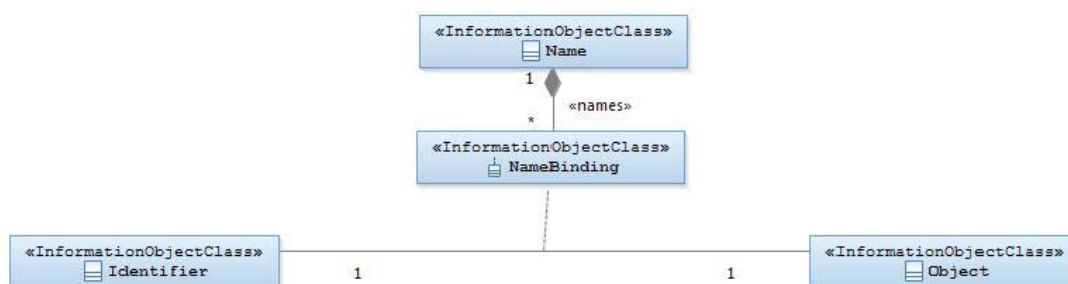 «InformationObjectClass»
Name
1
«names»
*
«InformationObjectClass»
NameBinding
«InformationObjectClass»
Identifier
1
1
«InformationObjectClass»
Object